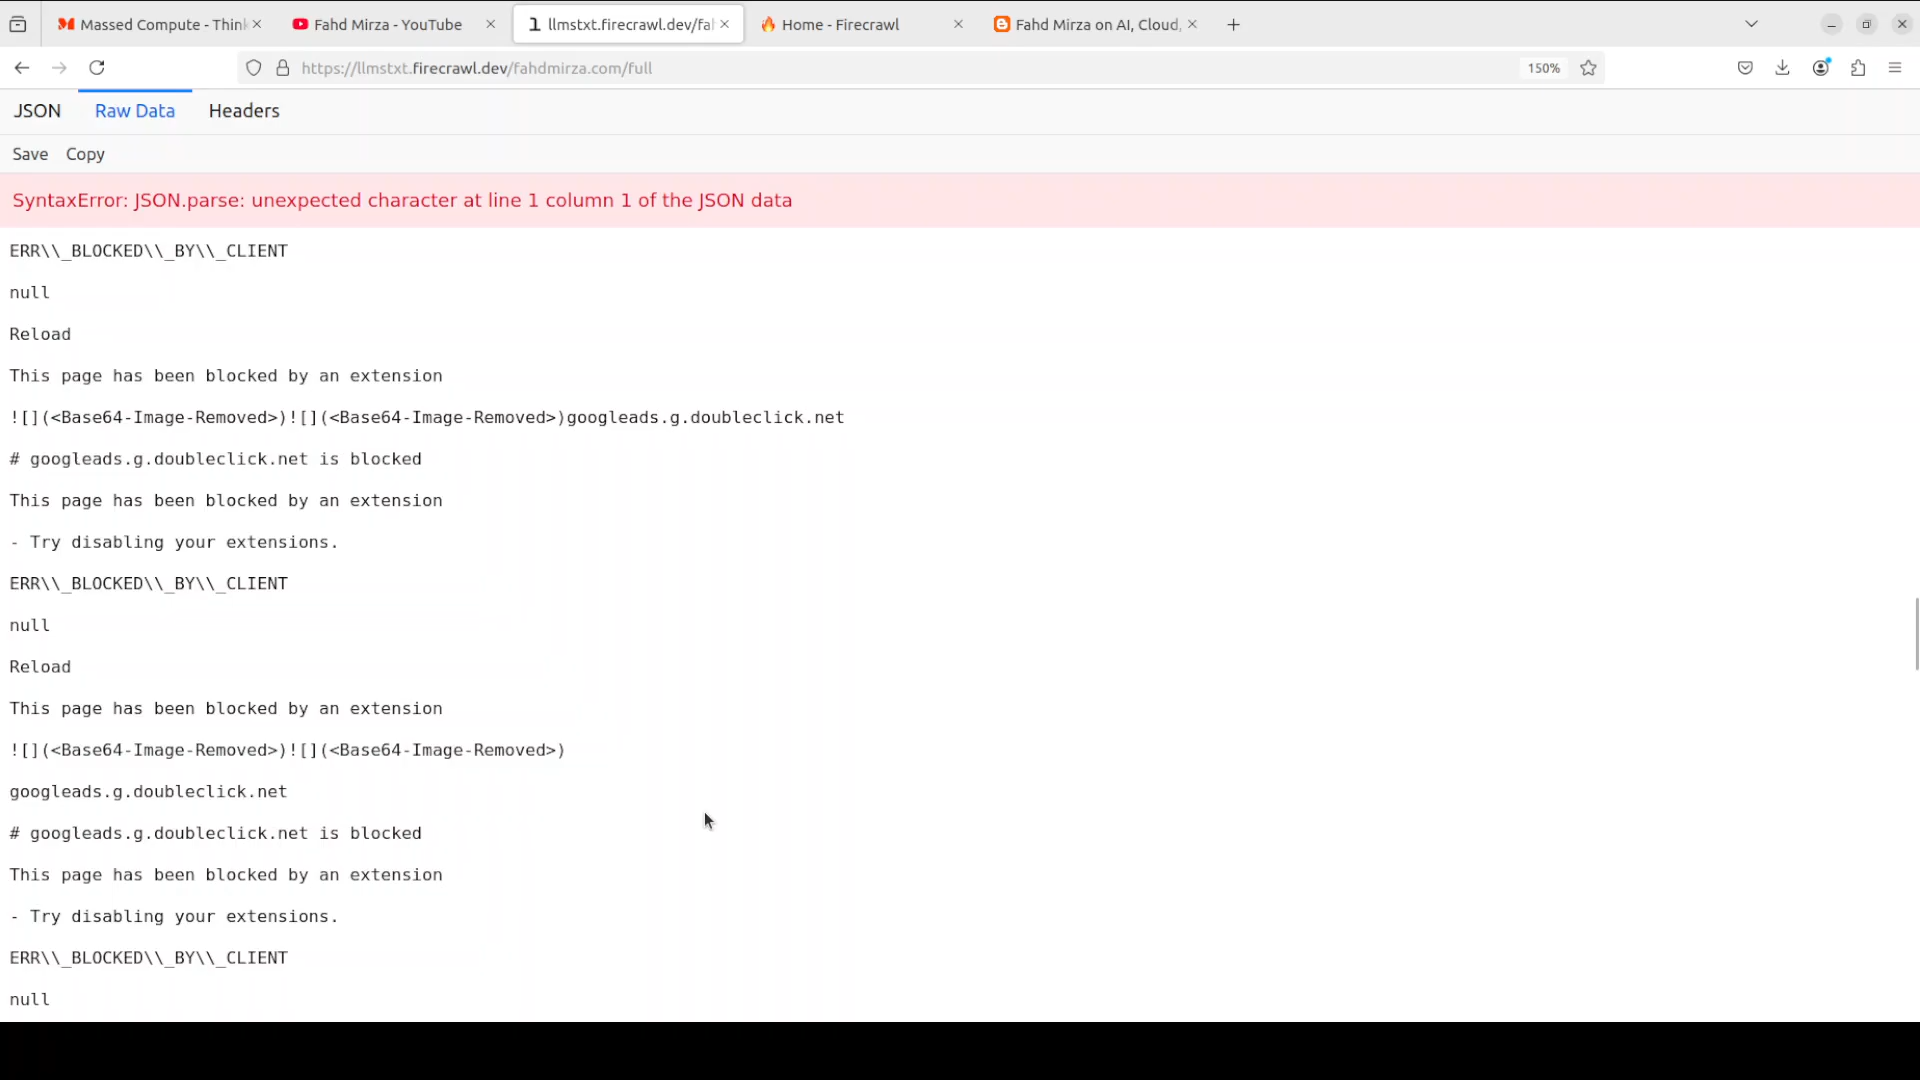 Massed Compute - Think
Fahd Mirza - YouTube
llmstxt.firecrawl.dev/fa
Home - Firecrawl
Fahd Mirza on AI, Cloud,
https://llmstxt.firecrawl.dev/fahdmirza.com/full
150%
JSON
Raw Data
Headers
Save
Copy
SyntaxError: JSON.parse: unexpected character at line 1 column 1 of the JSON data
ERR\\_BLOCKED\\_BY\\_CLIENT
null
Reload
This page has been blocked by an extension
![](<Base64-Image-Removed>)![](<Base64-Image-Removed>)googleads.g.doubleclick.net
# googleads.g.doubleclick.net is blocked
This page has been blocked by an extension
- Try disabling your extensions.
ERR\\_BLOCKED\\_BY\\_CLIENT
null
Reload
This page has been blocked by an extension
![](<Base64-Image-Removed>)![](<Base64-Image-Removed>)
googleads.g.doubleclick.net
# googleads.g.doubleclick.net is blocked
This page has been blocked by an extension
- Try disabling your extensions.
ERR\\_BLOCKED\\_BY\\_CLIENT
null